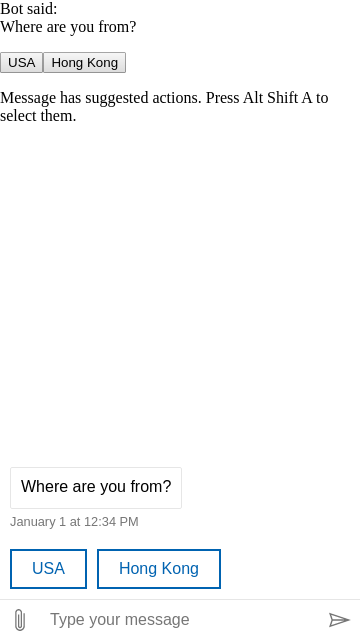 Bot said:
Where are you from?
USA Hong Kong
Message has suggested actions. Press Alt Shift A to
select them.
Where are you from?
January 1 at 12:34 PM
USA Hong Kong
Type your message